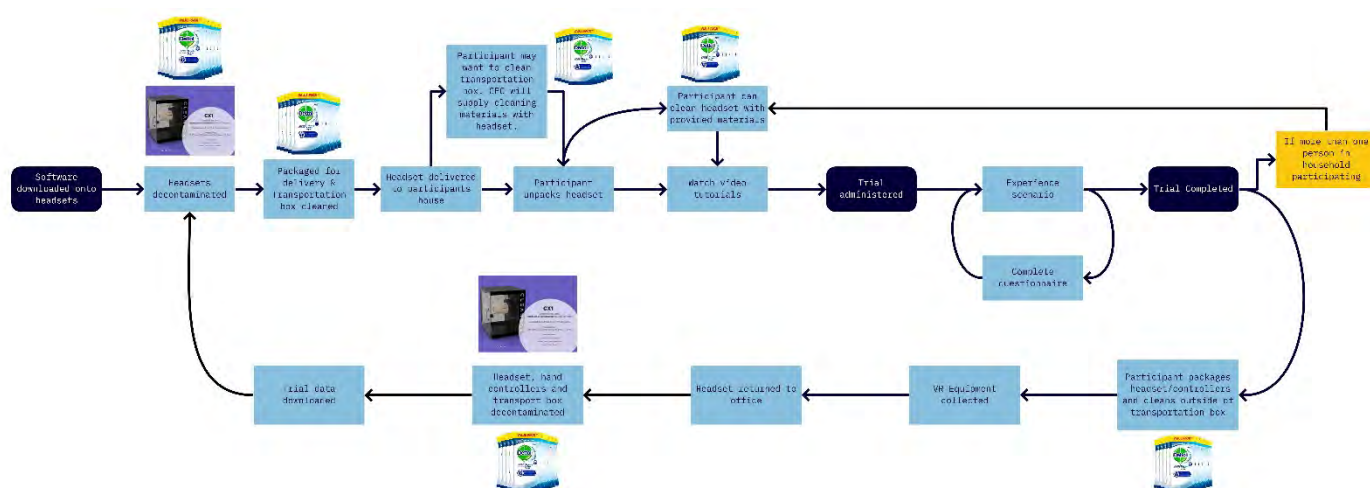 Participant may
want to clean
transportation
box. CPC will
supply cleaning
materials with
headset.
Participant can
clean headset with
provided materials
If more than one
person in
household
participating
Software
downloaded onto
headsets
Headsets
decontaminated
Packaged for
delivery &
Transportation
box cleaned
Headset delivered
to participants
house
Participant
unpacks headset
Watch video
tutorials
Trial
administered
Experience
scenario
Trial Completed
Complete
questionnaire
Trial data
downloaded
Headset, hand
controllers and
transport box
decontaminated
Headset returned to
office
VR Equipment
collected
Participant packages
headset/controllers
and cleans outside of
transportation box
Dettol
CX1